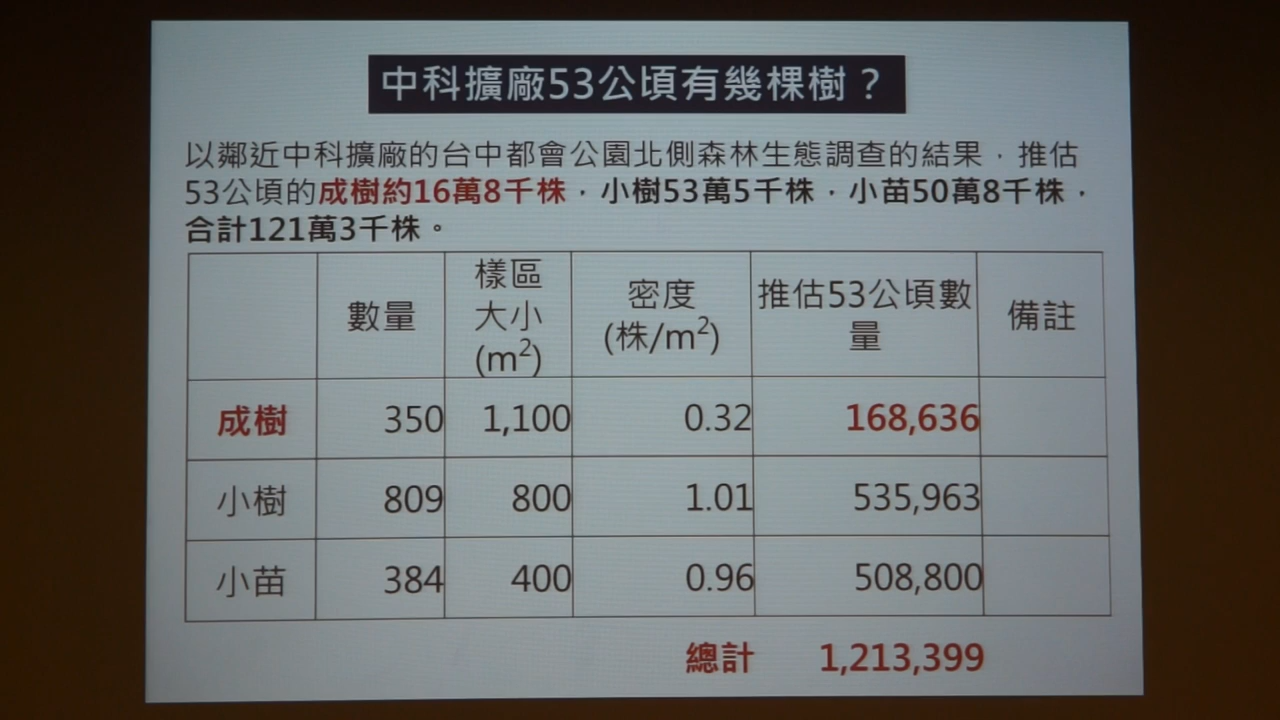 中科擴廠53公頃有幾棵樹？
以鄰近中科擴廠的台中都會公園北側森林生態調查的結果，推估
53公頃的成樹約16萬8千株，小樹53萬5千株，小苗50萬8千株，
合計121萬3千株。
數量 樣區大小(m²) 密度(株/m²) 推估53公頃數量 備註
成樹 350 1,100 0.32 168,636
小樹 809 800 1.01 535,963
小苗 384 400 0.96 508,800
總計 1,213,399